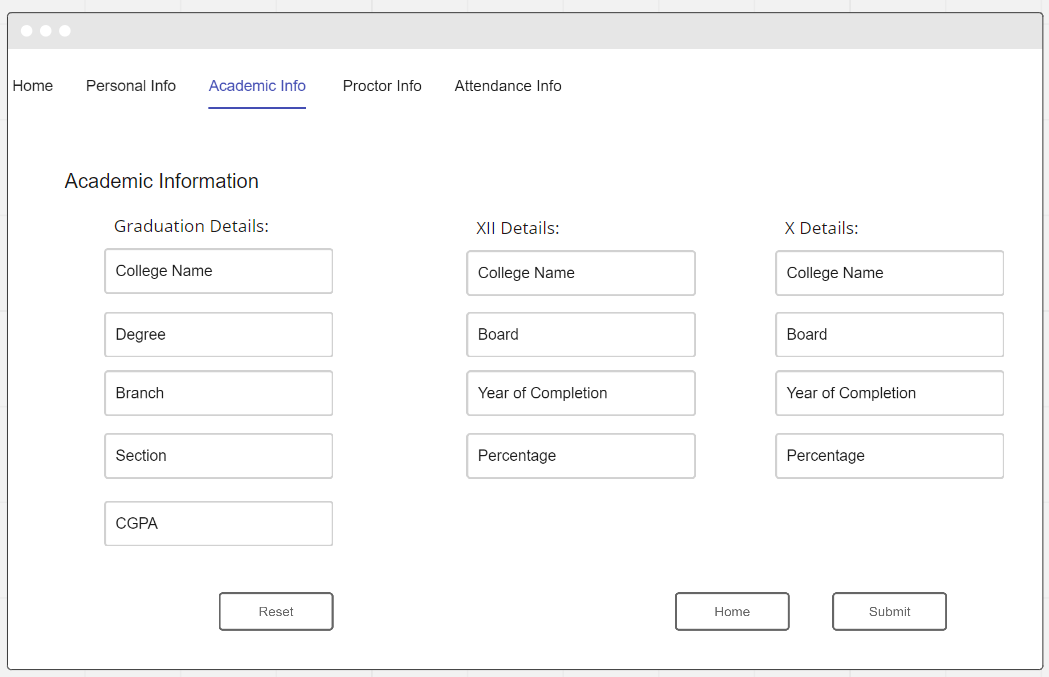 Home Personal Info Academic Info Proctor Info Attendance Info
Academic Information
Graduation Details:
College Name
Degree
Branch
Section
CGPA
XII Details:
College Name
Board
Year of Completion
Percentage
X Details:
College Name
Board
Year of Completion
Percentage
Reset Home Submit